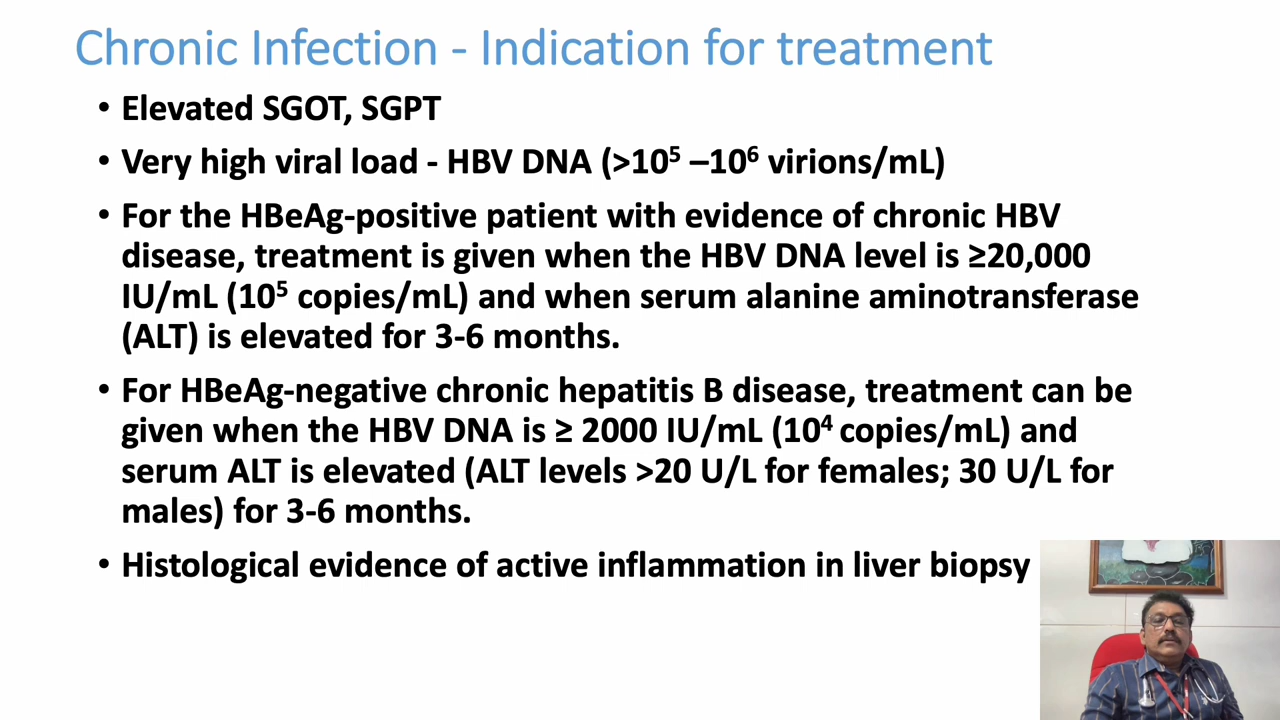 Chronic Infection - Indication for treatment
• Elevated SGOT, SGPT
• Very high viral load - HBV DNA (>10⁵ –10⁶ virions/mL)
• For the HBeAg-positive patient with evidence of chronic HBV
disease, treatment is given when the HBV DNA level is ≥20,000
IU/mL (10⁵ copies/mL) and when serum alanine aminotransferase
(ALT) is elevated for 3-6 months.
• For HBeAg-negative chronic hepatitis B disease, treatment can be
given when the HBV DNA is ≥ 2000 IU/mL (10⁴ copies/mL) and
serum ALT is elevated (ALT levels >20 U/L for females; 30 U/L for
males) for 3-6 months.
• Histological evidence of active inflammation in liver biopsy